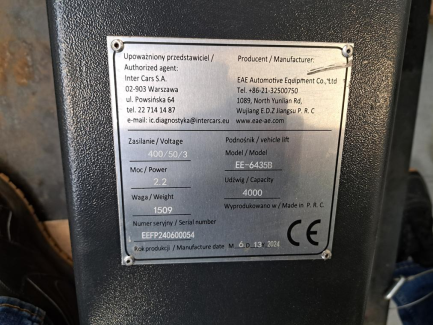 Upoważniony przedstawiciel /
Authorized agent:
Inter Cars S.A.
02-903 Warszawa
ul. Powsińska 64
tel. 22 714 14 87
e-mail: ic.diagnostyka@intercars.eu
Producent / Manufacturer:
EAE Automotive Equipment Co.,Ltd
Tel.+86-21-32500750
1089, North Yunlian Rd,
Wujiang E.D.Z Jiangsu P. R. C
www.eae-ae.com
Zasilanie / Voltage
400/50/3
Moc / Power
2.2
Waga / Weight
1509
Numer seryjny / Serial number
EEFP240600054
Rok produkcji / Manufacture date M 6 D 13 2024
Podnośnik / vehicle lift
Model / Model
EE-6435B
Udźwig / Capacity
4000
Wyprodukowano w / Made in P. R. C.
CE